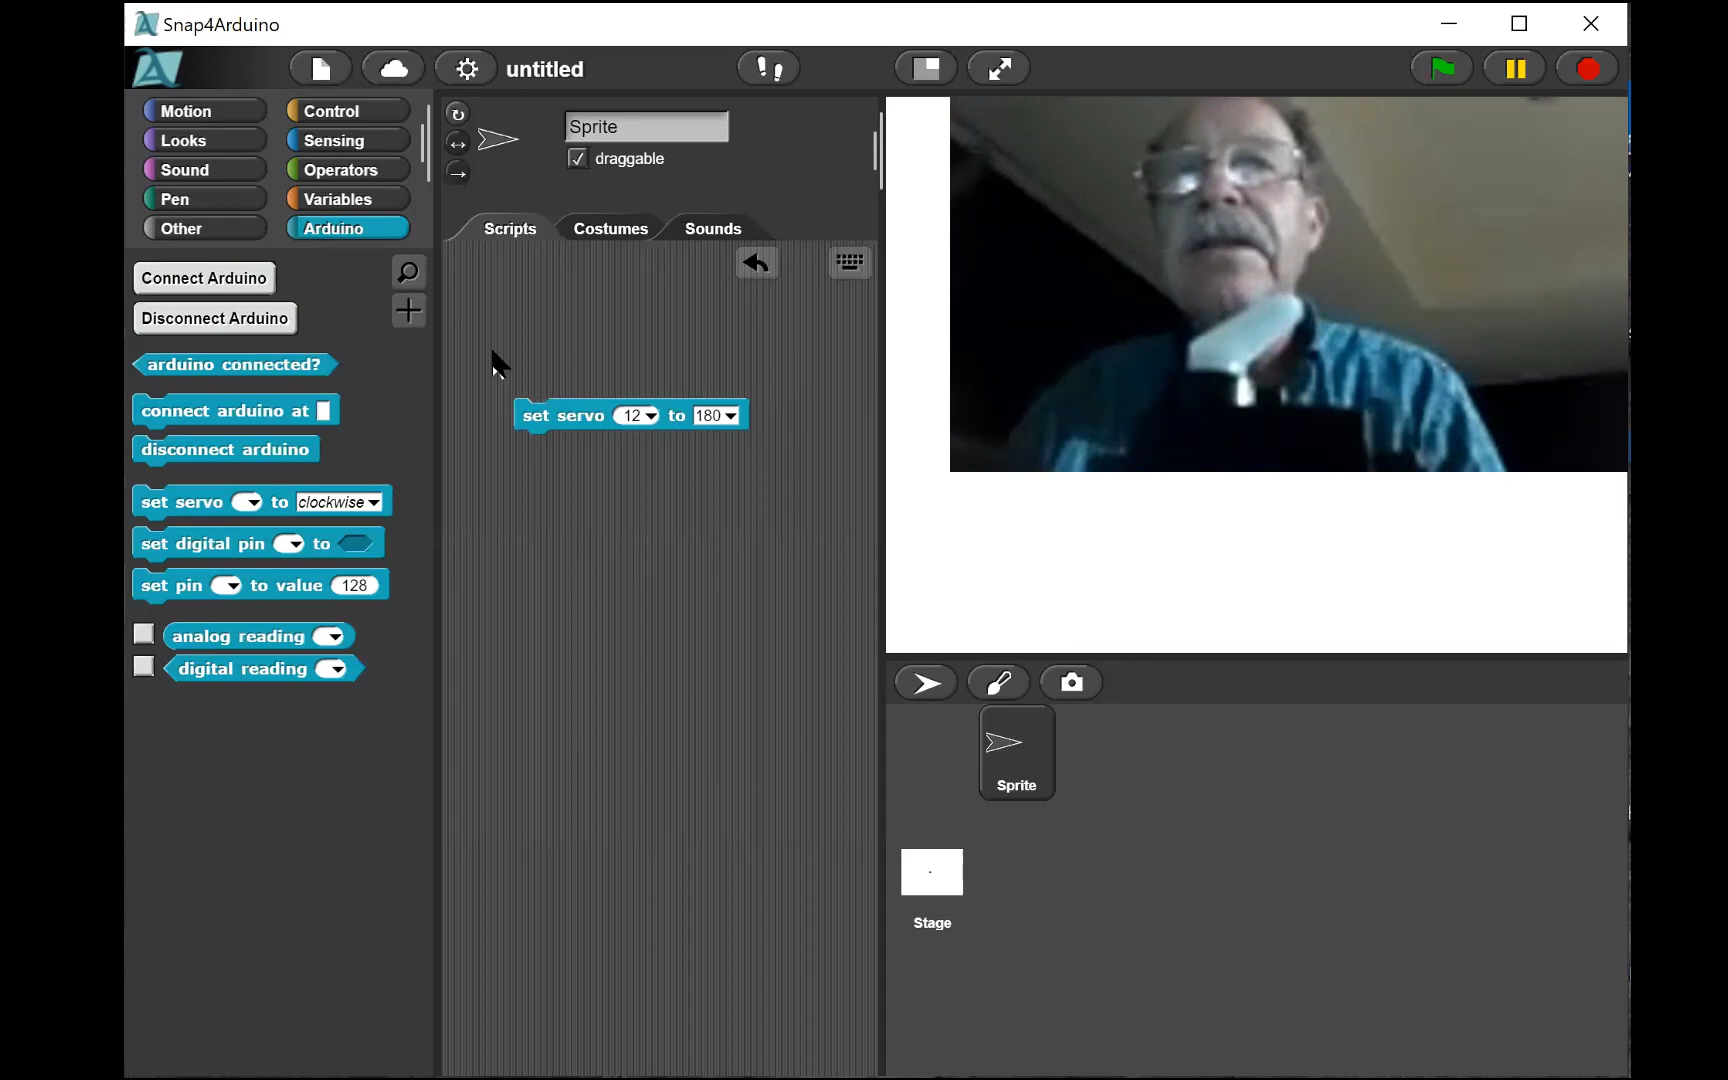 Snap4Arduino
untitled
Motion
Control
Looks
Sensing
Sound
Operators
Pen
Variables
Other
Arduino
Connect Arduino
Disconnect Arduino
arduino connected?
connect arduino at
disconnect arduino
set servo to clockwise
set digital pin to
set pin to value 128
analog reading
digital reading
Sprite
draggable
Scripts
Costumes
Sounds
set servo 12 to 180
Sprite
Stage